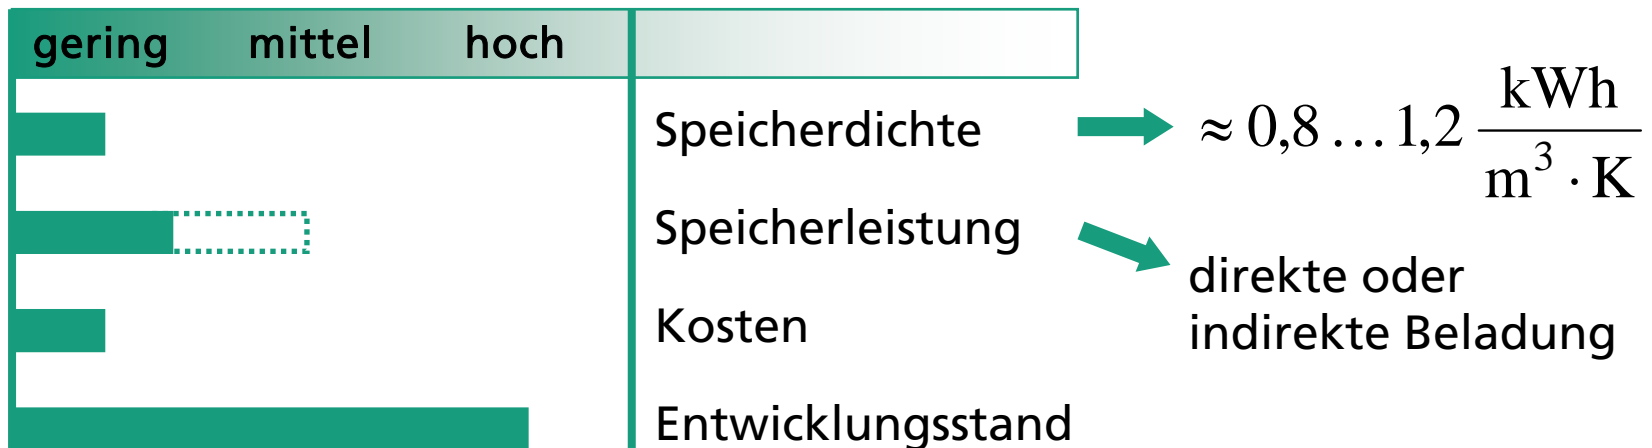 gering mittel hoch
Speicherdichte ≈ 0,8 … 1,2 kWh / m³ · K
Speicherleistung
direkte oder
indirekte Beladung
Kosten
Entwicklungsstand